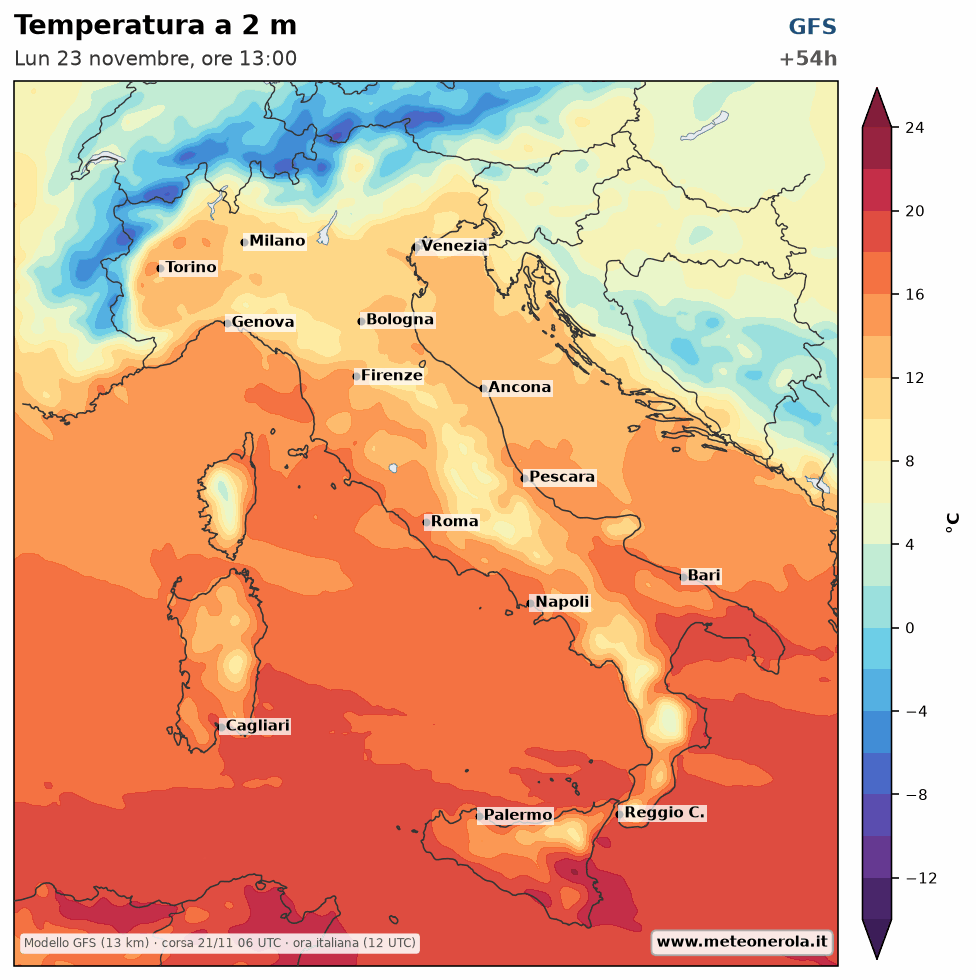 Temperatura a 2 m
GFS
Lun 23 novembre, ore 13:00
+54h
24
20
16
12
8
4
0
−4
−8
−12
°C
Milano
Venezia
Torino
Genova
Bologna
Firenze
Ancona
Pescara
Roma
Bari
Napoli
Cagliari
Palermo
Reggio C.
Modello GFS (13 km) · corsa 21/11 06 UTC · ora italiana (12 UTC)
www.meteonerola.it